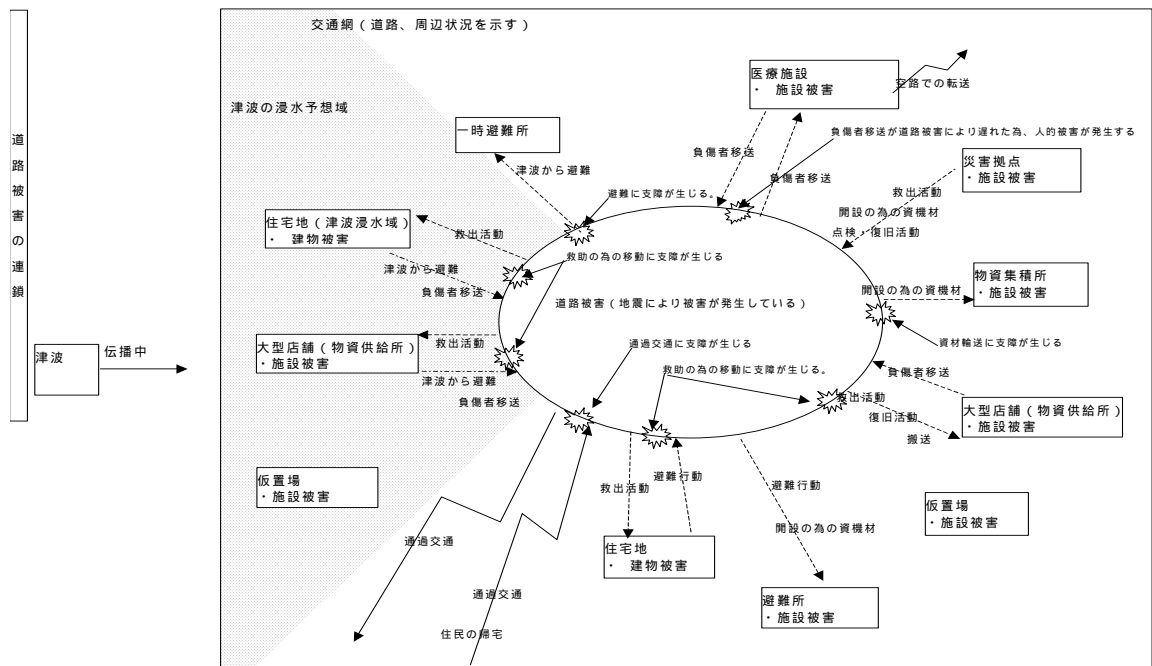 道路被害の連鎖
交通網（道路、周辺状況を示す）
津波の浸水予想域
医療施設
・ 施設被害
空路での転送
一時避難所
負傷者移送が道路被害により遅れた為、人的被害が発生する
負傷者移送
津波から避難
負傷者移送
災害拠点
・施設被害
避難に支障が生じる。
救出活動
開設の為の資機材
点検・復旧活動
住宅地（津波浸水域）
・ 建物被害
救出活動
救助の為の移動に支障が生じる
津波から避難
負傷者移送
物資集積所
・施設被害
開設の為の資機材
道路被害（地震により被害が発生している）
大型店舗（物資供給所）
・施設被害
救出活動
通過交通に支障が生じる
資材輸送に支障が生じる
津波
伝播中
津波から避難
救助の為の移動に支障が生じる。
負傷者移送
負傷者移送
救出活動
大型店舗（物資供給所）
・施設被害
復旧活動
搬送
仮置場
・施設被害
救出活動
避難行動
避難行動
仮置場
・施設被害
開設の為の資機材
通過交通
住宅地
・ 建物被害
通過交通
避難所
・施設被害
住民の帰宅